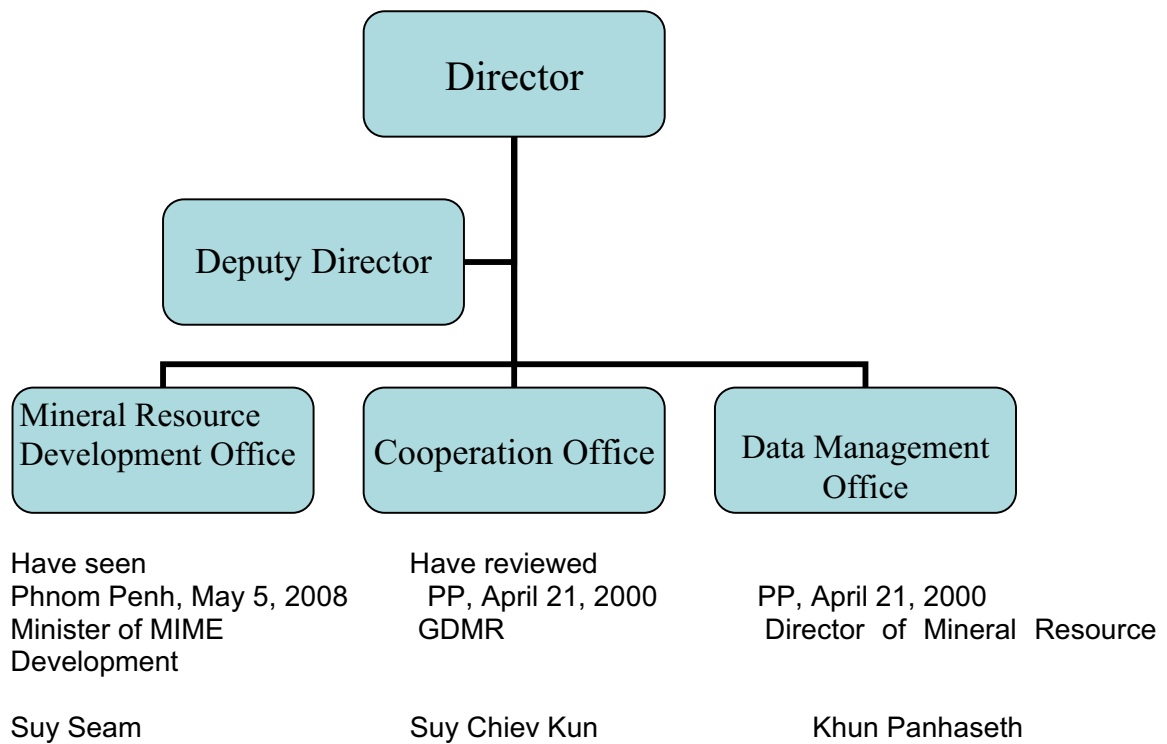 Director
Deputy Director
Mineral Resource
Development Office
Cooperation Office
Data Management
Office
Have seen Have reviewed
Phnom Penh, May 5, 2008 PP, April 21, 2000 PP, April 21, 2000
Minister of MIME GDMR Director of Mineral Resource
Development
Suy Seam Suy Chiev Kun Khun Panhaseth